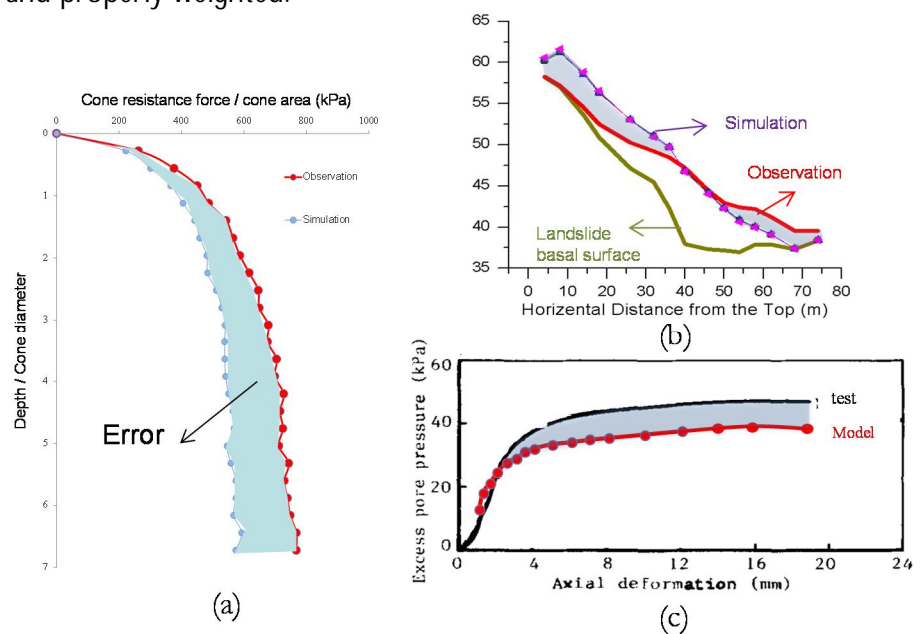 and properly weighted.
Cone resistance force / cone area (kPa)
0 200 400 600 800 1000
0
1
2
3
4
5
6
7
Depth / Cone diameter
Observation
Simulation
Error
(a)
65
60
55
50
45
40
35
0 10 20 30 40 50 60 70 80
Simulation
Observation
Landslide
basal surface
Horizental Distance from the Top (m)
(b)
Excess pore pressure (kPa)
60
40
20
0
0 4 8 12 16 20 24
test
Model
Axial deformation (mm)
(c)